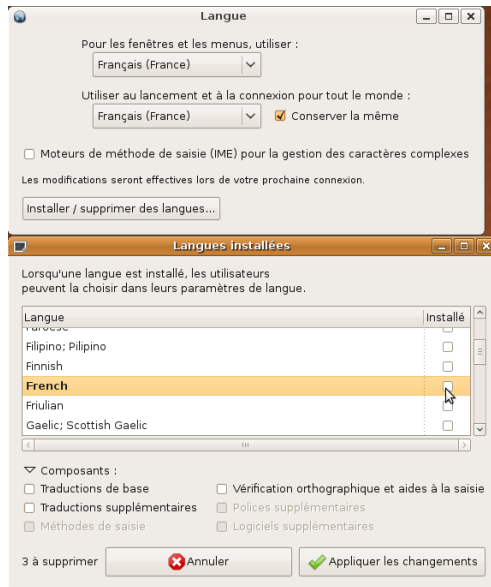 Langue
Pour les fenêtres et les menus, utiliser :
Français (France)
Utiliser au lancement et à la connexion pour tout le monde :
Français (France) Conserver la même
Moteurs de méthode de saisie (IME) pour la gestion des caractères complexes
Les modifications seront effectives lors de votre prochaine connexion.
Installer / supprimer des langues...
Langues installées
Lorsqu'une langue est installé, les utilisateurs
peuvent la choisir dans leurs paramètres de langue.
Langue Installé
Faroese
Filipino; Pilipino
Finnish
French
Friulian
Gaelic; Scottish Gaelic
Composants :
Traductions de base Vérification orthographique et aides à la saisie
Traductions supplémentaires Polices supplémentaires
Méthodes de saisie Logiciels supplémentaires
3 à supprimer Annuler Appliquer les changements